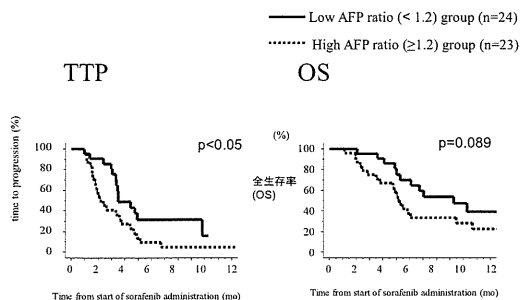 Low AFP ratio (< 1.2) group (n=24)
High AFP ratio (≥1.2) group (n=23)
TTP
OS
time to progression (%)
100
80
60
40
20
0
p<0.05
0 2 4 6 8 10 12
Time from start of sorafenib administration (mo)
(%)
全生存率
(OS)
100
80
60
40
20
0
p=0.089
0 2 4 6 8 10 12
Time from start of sorafenib administration (mo)